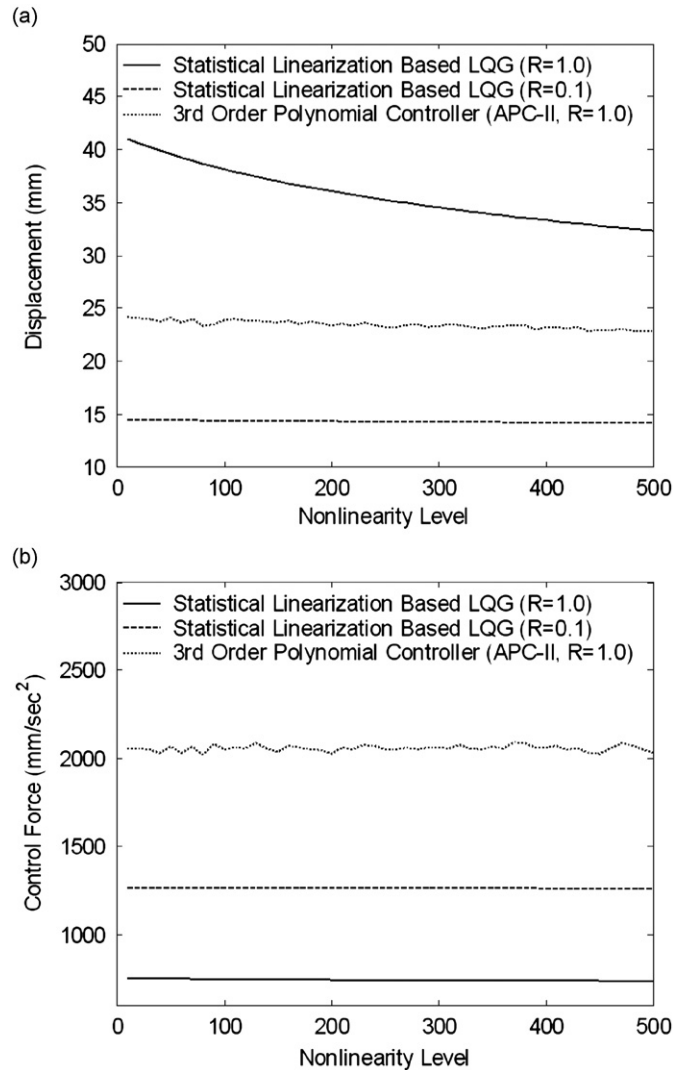 (a)
50
45
40
35
30
25
20
15
10
Displacement (mm)
Statistical Linearization Based LQG (R=1.0)
Statistical Linearization Based LQG (R=0.1)
3rd Order Polynomial Controller (APC-II, R=1.0)
0 100 200 300 400 500
Nonlinearity Level
(b)
3000
2500
2000
1500
1000
Control Force (mm/sec²)
Statistical Linearization Based LQG (R=1.0)
Statistical Linearization Based LQG (R=0.1)
3rd Order Polynomial Controller (APC-II, R=1.0)
0 100 200 300 400 500
Nonlinearity Level